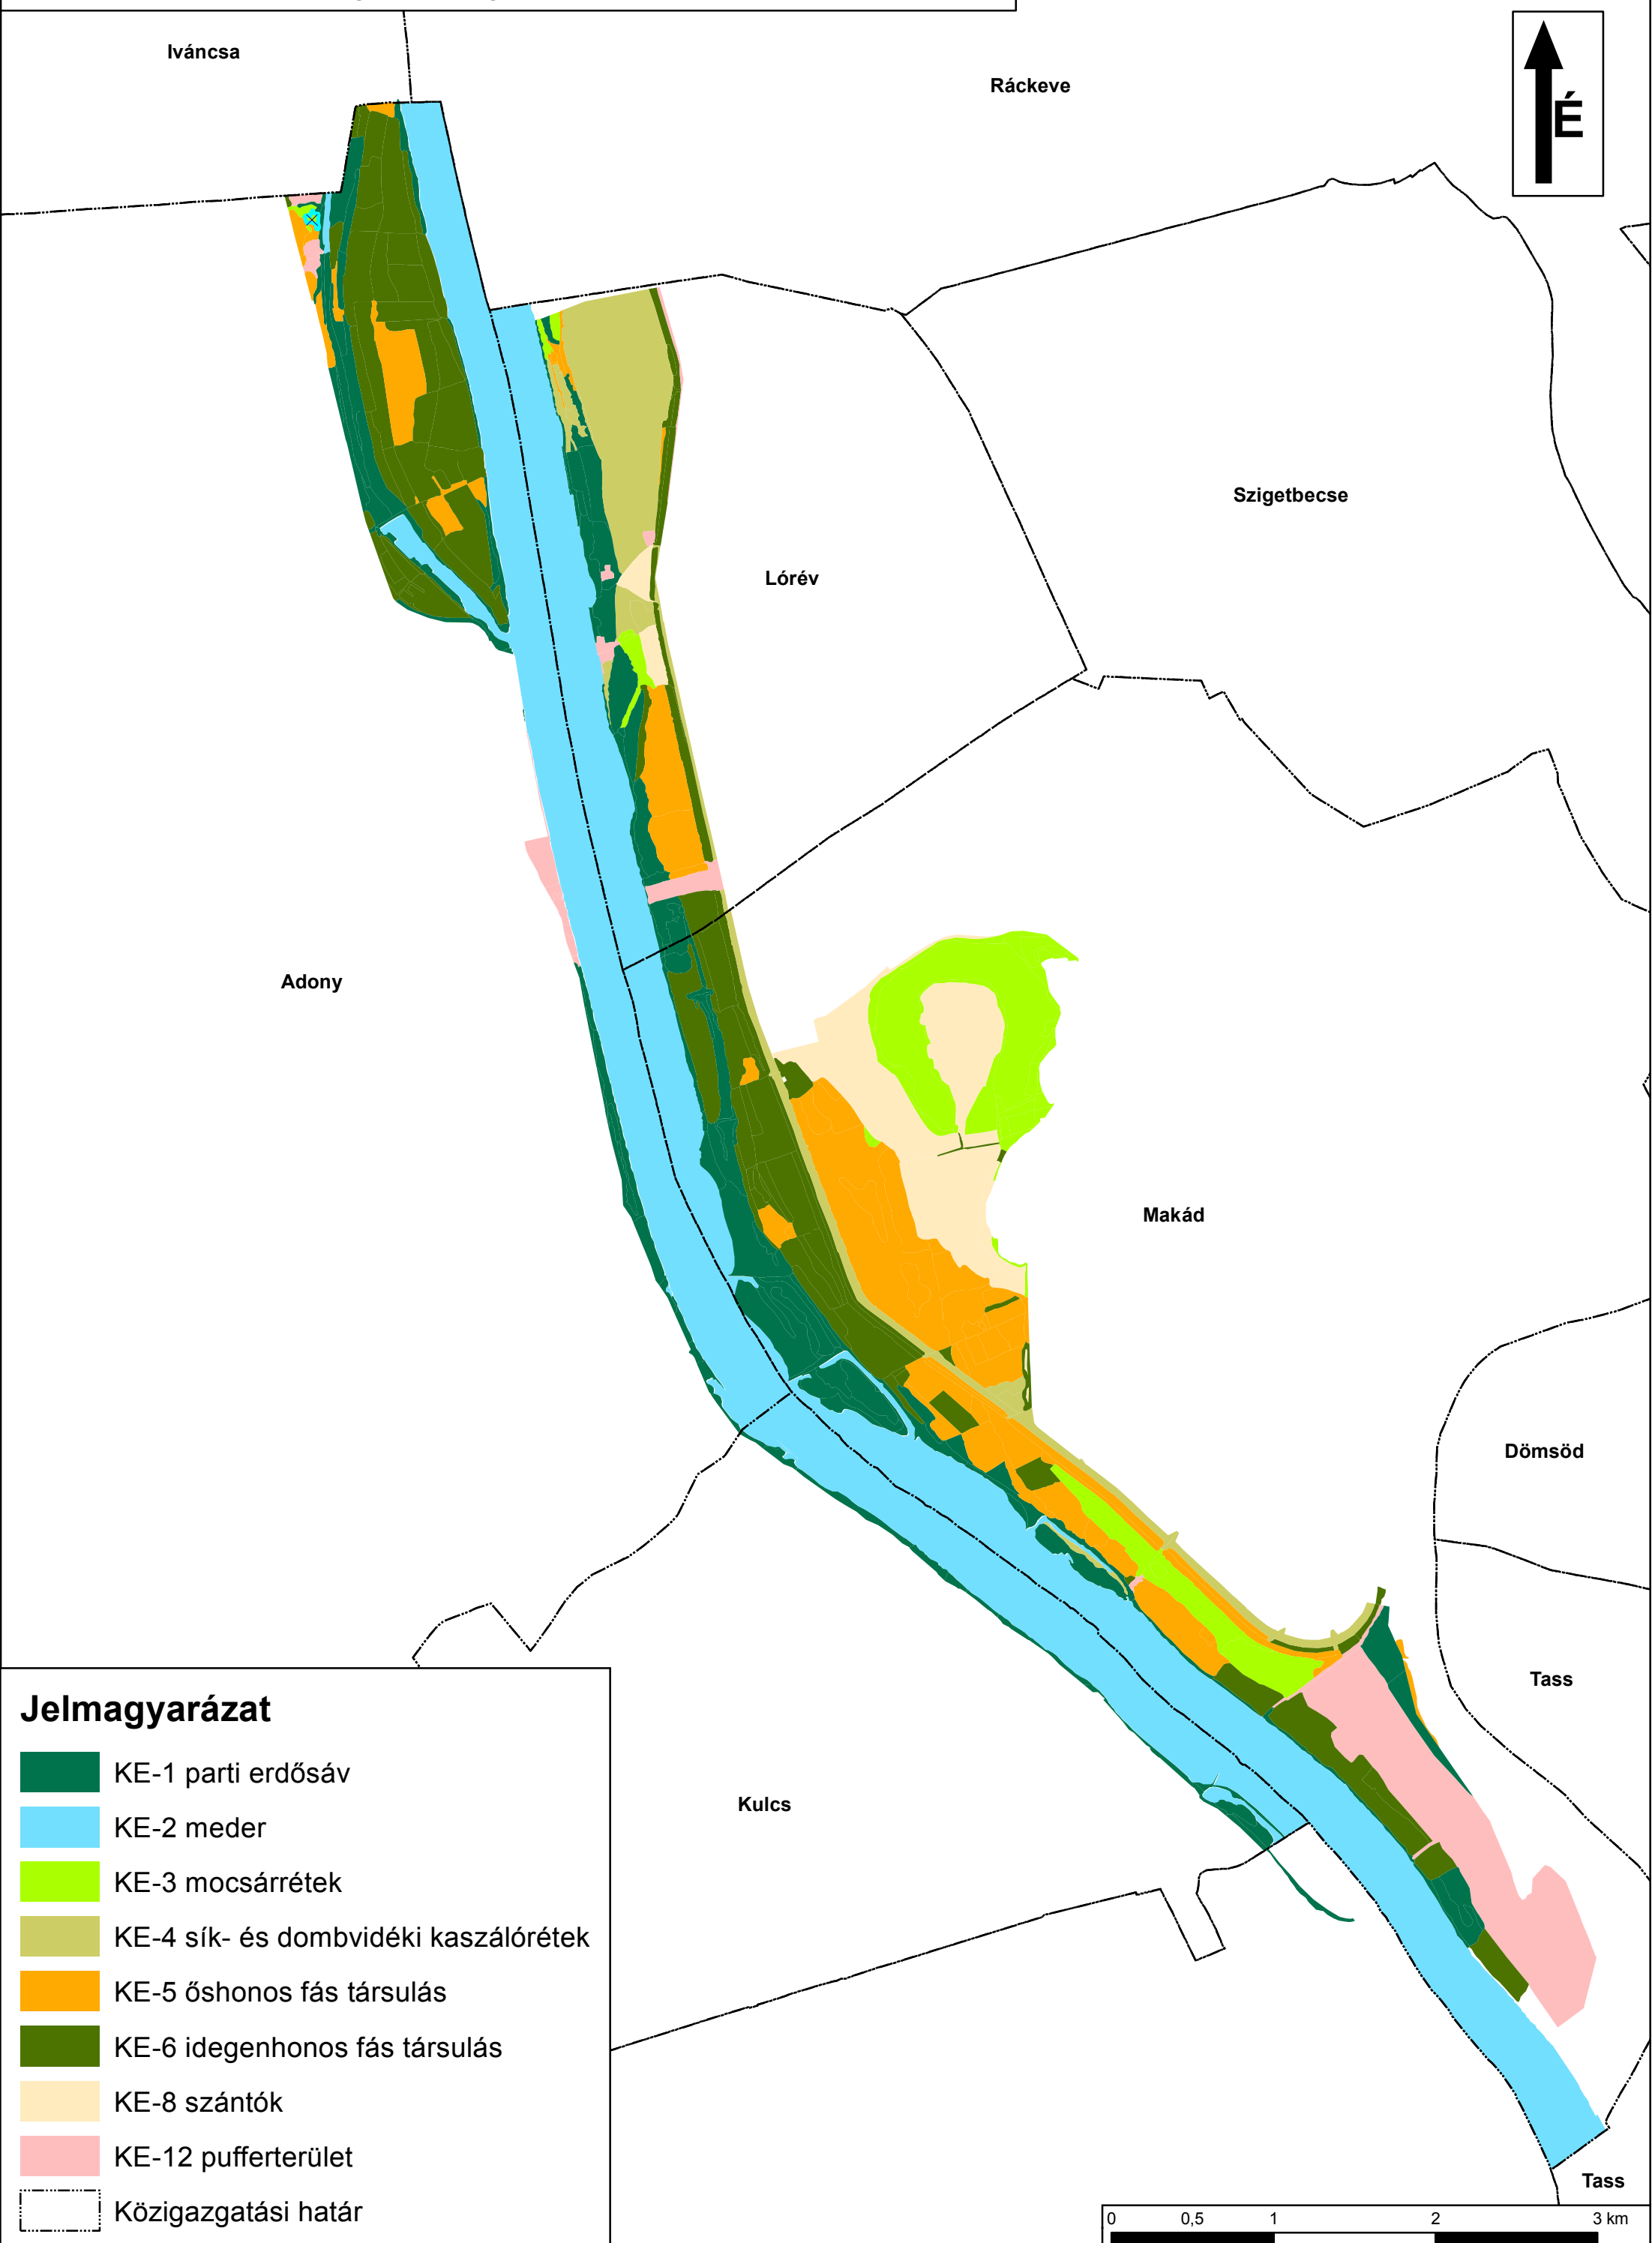 Iváncsa
Ráckeve
É
Szigetbecse
Lórév
Adony
Makád
Dömsöd
Tass
Kulcs
Tass
Jelmagyarázat
KE-1 parti erdősáv
KE-2 meder
KE-3 mocsárrétek
KE-4 sík- és dombvidéki kaszálórétek
KE-5 őshonos fás társulás
KE-6 idegenhonos fás társulás
KE-8 szántók
KE-12 pufferterület
Közigazgatási határ
0 0,5 1 2 3 km